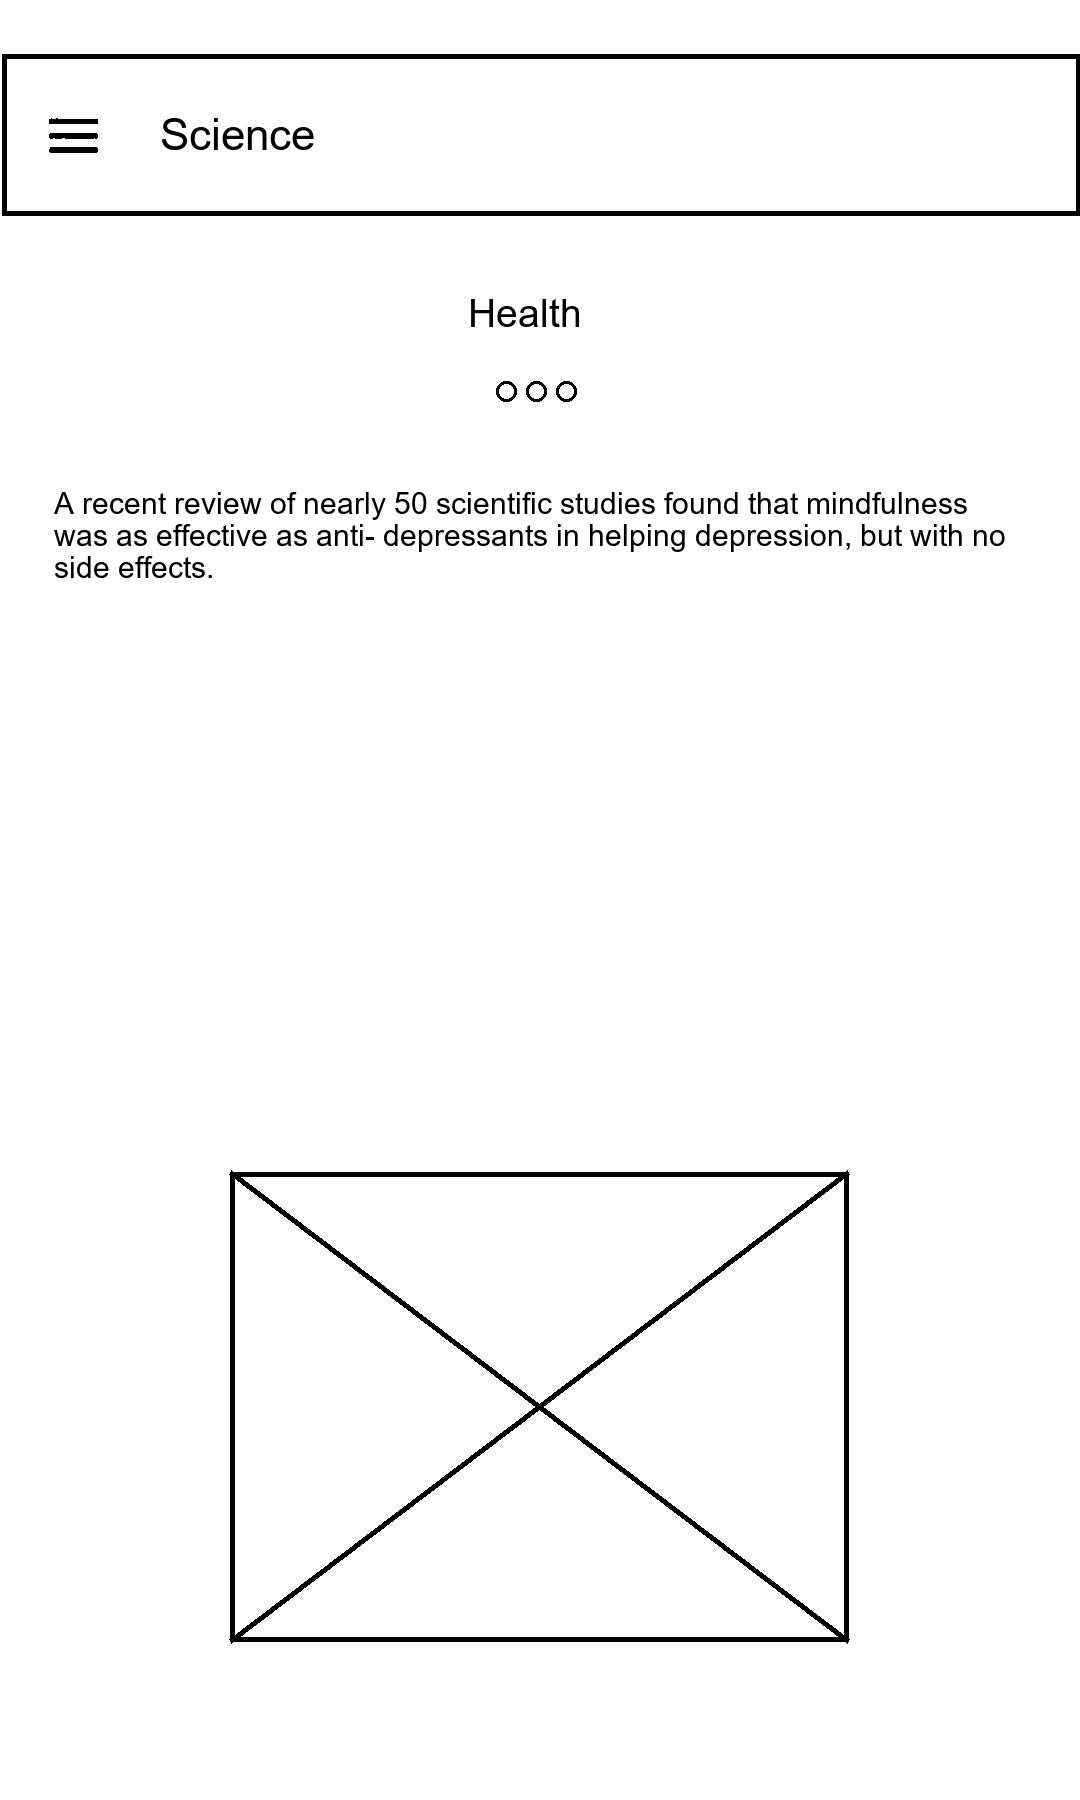 Science
Health
A recent review of nearly 50 scientific studies found that mindfulness
was as effective as anti- depressants in helping depression, but with no
side effects.